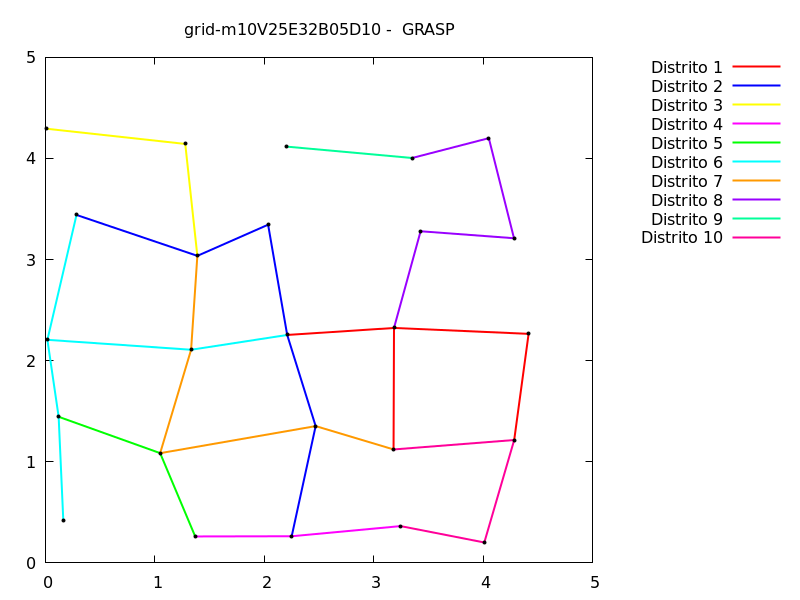 grid-m10V25E32B05D10 -  GRASP
Distrito 1
Distrito 2
Distrito 3
Distrito 4
Distrito 5
Distrito 6
Distrito 7
Distrito 8
Distrito 9
Distrito 10
5
4
3
2
1
0
0 1 2 3 4 5